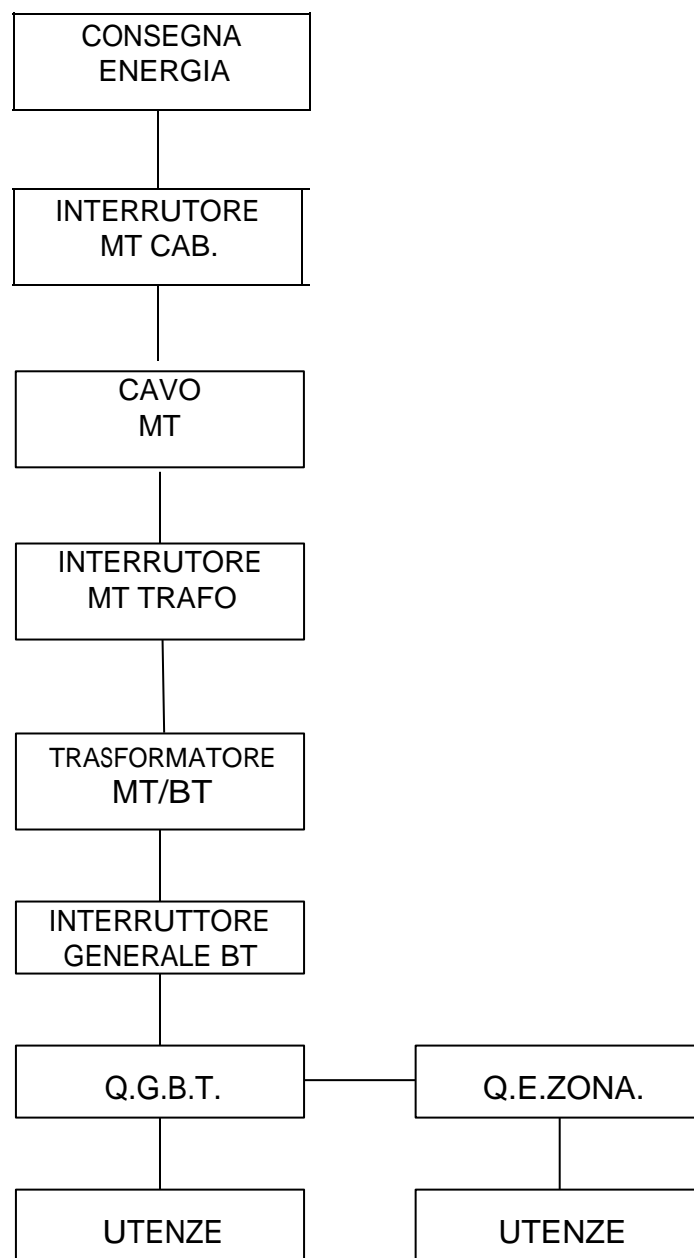 CONSEGNA
ENERGIA
INTERRUTORE
MT CAB.
CAVO
MT
INTERRUTORE
MT TRAFO
TRASFORMATORE
MT/BT
INTERRUTTORE
GENERALE BT
Q.G.B.T.
Q.E.ZONA.
UTENZE
UTENZE